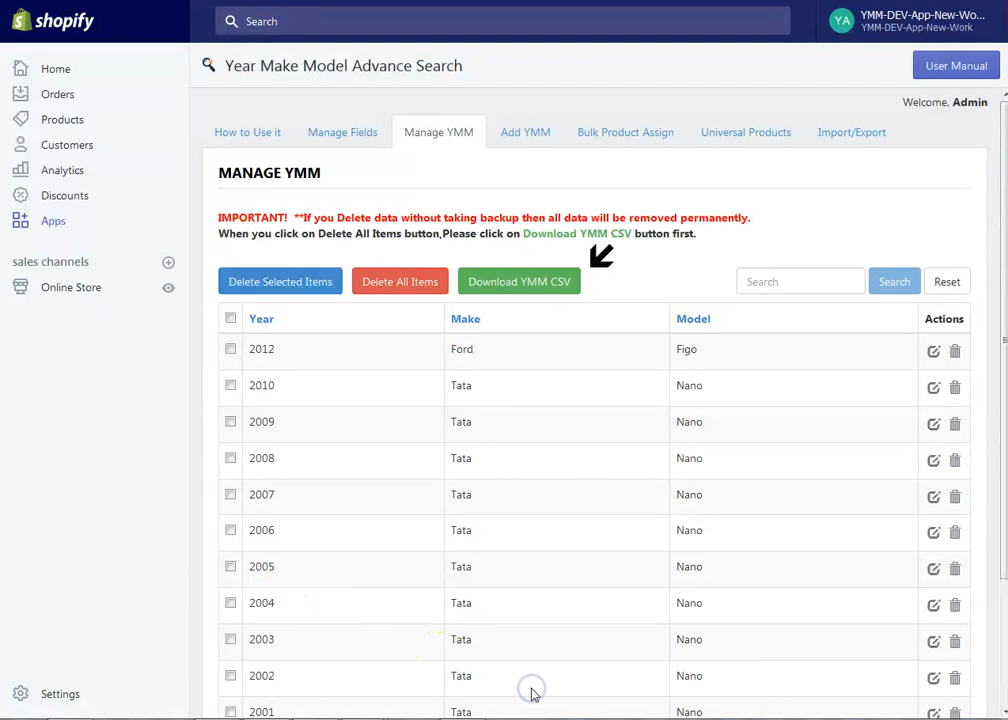 shopify
Search
YA
YMM-DEV-App-New-Wo...
YMM-DEV-App-New-Work
Home
Orders
Products
Customers
Analytics
Discounts
Apps
sales channels
Online Store
Settings
Year Make Model Advance Search
User Manual
Welcome, Admin
How to Use it
Manage Fields
Manage YMM
Add YMM
Bulk Product Assign
Universal Products
Import/Export
MANAGE YMM
IMPORTANT! **If you Delete data without taking backup then all data will be removed permanently.
When you click on Delete All Items button,Please click on Download YMM CSV button first.
Delete Selected Items
Delete All Items
Download YMM CSV
Search
Search
Reset
Year Make Model Actions
2012 Ford Figo
2010 Tata Nano
2009 Tata Nano
2008 Tata Nano
2007 Tata Nano
2006 Tata Nano
2005 Tata Nano
2004 Tata Nano
2003 Tata Nano
2002 Tata Nano
2001 Tata Nano